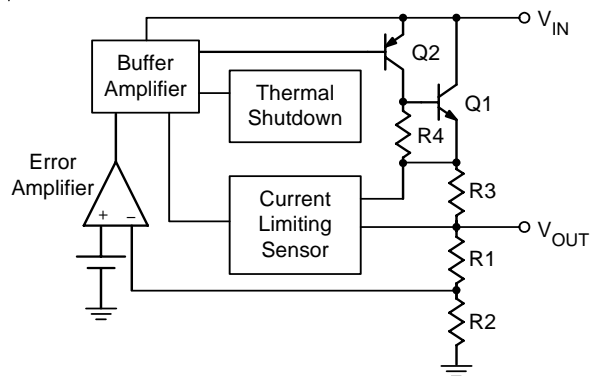 V_IN
Q2
Buffer
Amplifier
Thermal
Shutdown
Q1
R4
Error
Amplifier
+ −
Current
Limiting
Sensor
R3
V_OUT
R1
R2